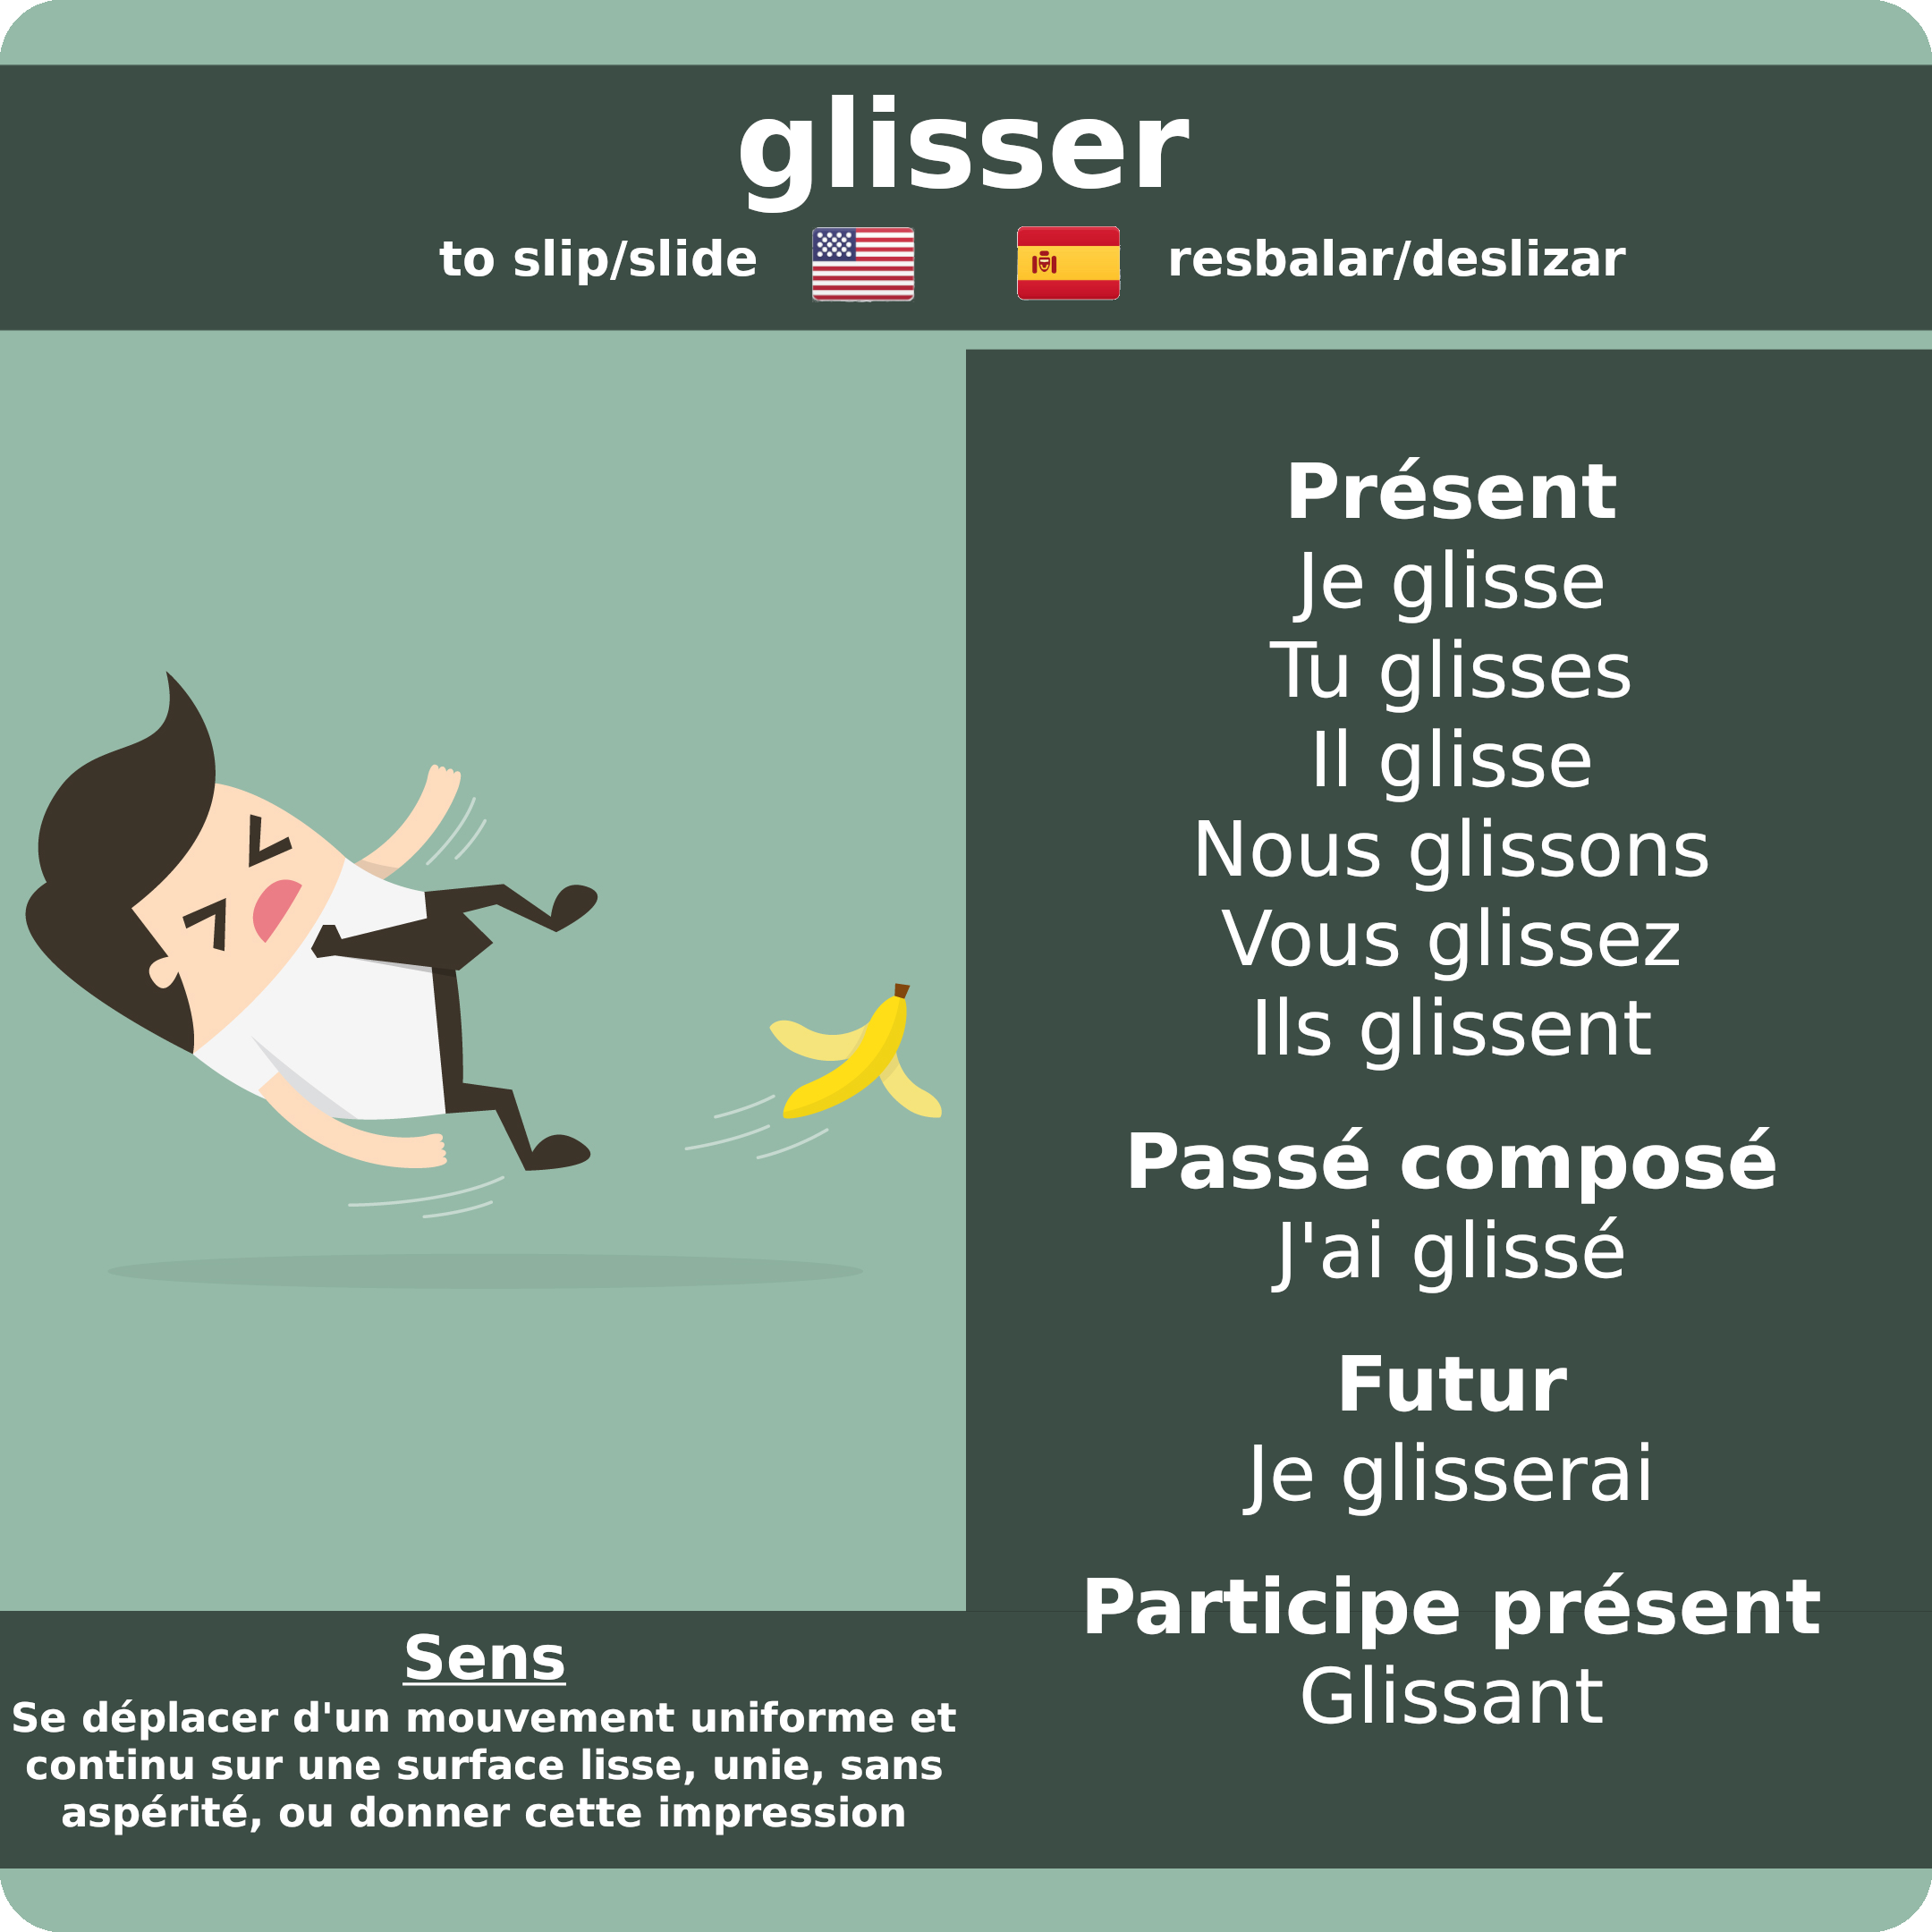 glisser
to slip/slide
resbalar/deslizar
Présent
Je glisse
Tu glisses
Il glisse
Nous glissons
Vous glissez
Ils glissent
Passé composé
J'ai glissé
Futur
Je glisserai
Participe présent
Glissant
Sens
Se déplacer d'un mouvement uniforme et
continu sur une surface lisse, unie, sans
aspérité, ou donner cette impression